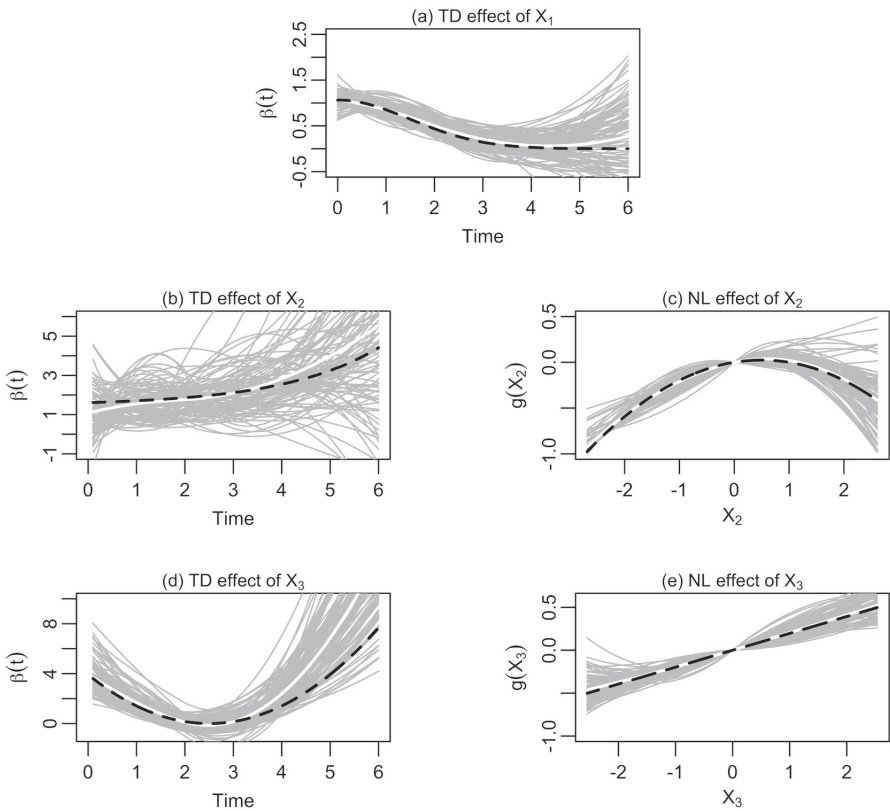 (a) TD effect of X₁
β(t)
2.5
1.5
0.5
-0.5
0 1 2 3 4 5 6
Time
(b) TD effect of X₂
β(t)
5
3
1
-1
0 1 2 3 4 5 6
Time
(c) NL effect of X₂
g(X₂)
0.5
0.0
-1.0
-2 -1 0 1 2
X₂
(d) TD effect of X₃
β(t)
8
4
0
0 1 2 3 4 5 6
Time
(e) NL effect of X₃
g(X₃)
0.5
0.0
-1.0
-2 -1 0 1 2
X₃